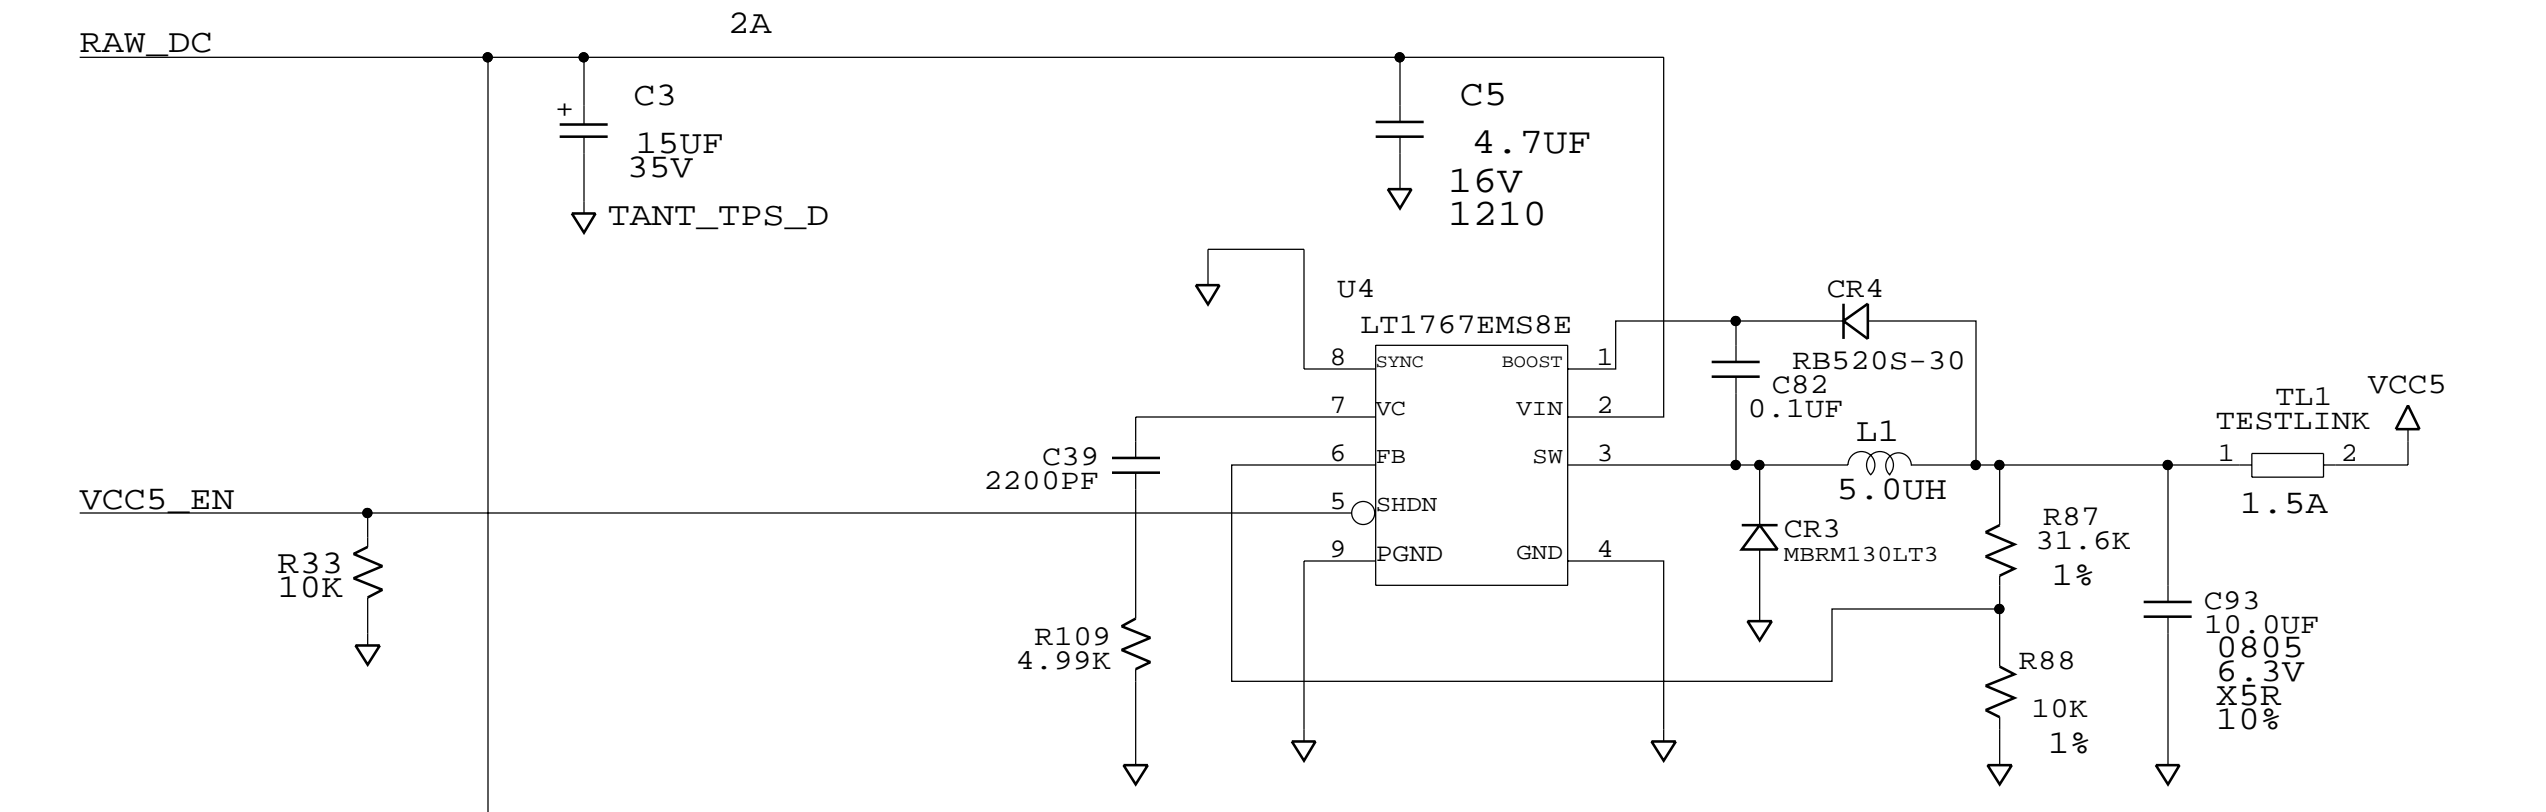 2A
RAW_DC
C3
15UF
35V
TANT_TPS_D
+
C5
4.7UF
16V
1210
U4
LT1767EMS8E
8 SYNC
7 VC
6 FB
5 SHDN
9 PGND
BOOST 1
VIN 2
SW 3
GND 4
CR4
RB520S-30
C82
0.1UF
L1
5.0UH
TL1
TESTLINK
1 2
1.5A
VCC5
C39
2200PF
VCC5_EN
R33
10K
R109
4.99K
CR3
MBRM130LT3
R87
31.6K
1%
R88
10K
1%
C93
10.0UF
0805
6.3V
X5R
10%